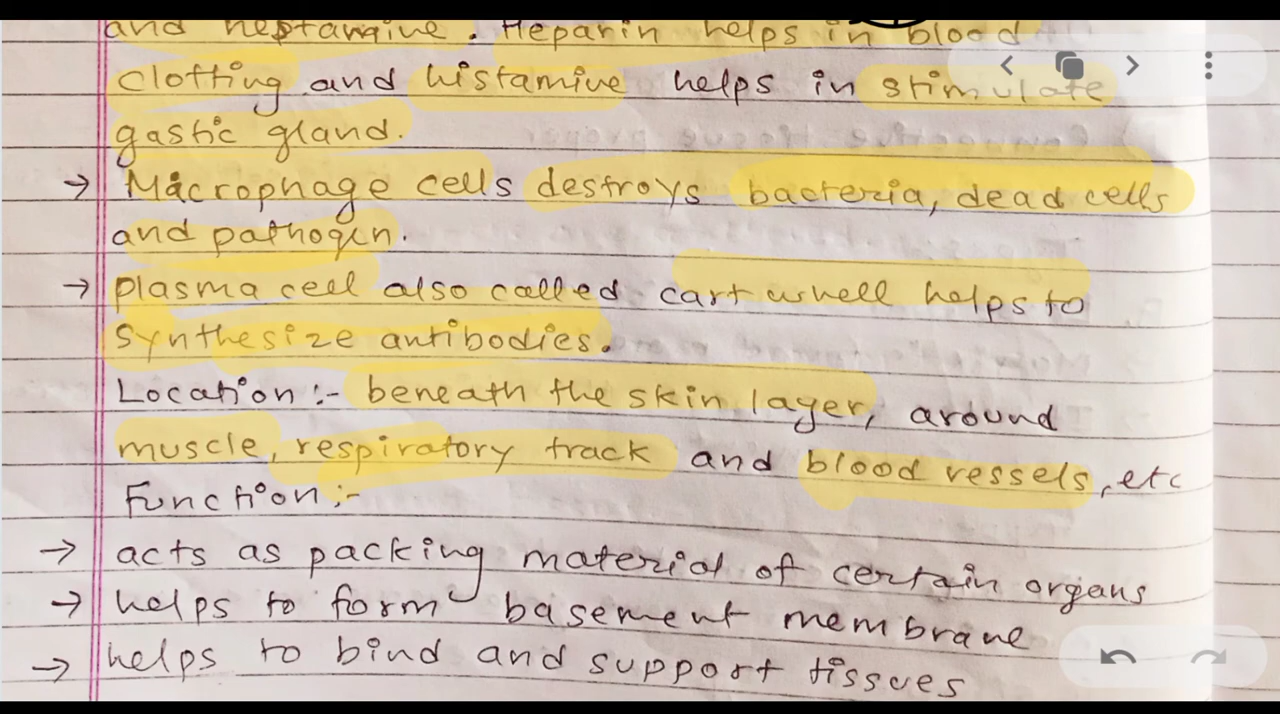 and heptamine. Heparin helps in blood
clotting and histamine helps in stimulate
gastic gland.
→ Macrophage cells destroys bacteria, dead cells
and pathogen.
→ plasma cell also called cart whell helps to
synthesize antibodies.
Location :- beneath the skin layer, around
muscle, respiratory track and blood vessels, etc
Function :-
→ acts as packing material of certain organs
→ helps to form basement membrane
→ helps to bind and support tissues